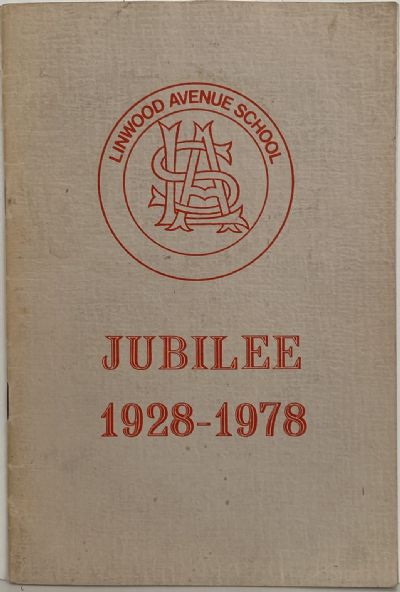 LINWOOD AVENUE SCHOOL
LAS
JUBILEE
1928-1978